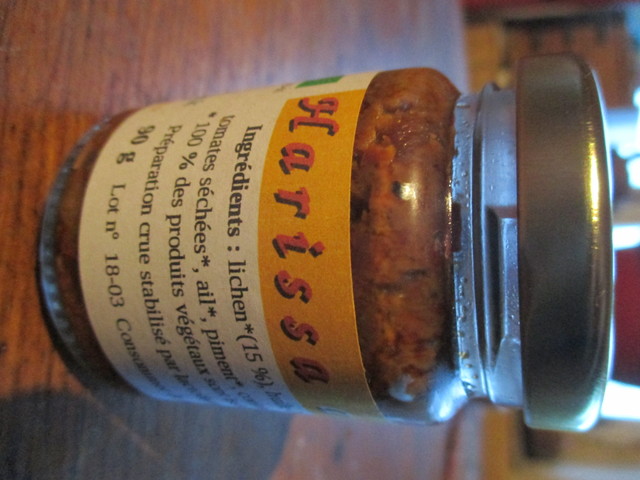 Harissa
Ingrédients : lichen* (15 %),
tomates séchées*, ail*, piment*,
* 100 % des produits végétaux
Préparation crue stabilisé par
90 g Lot n° 18-03